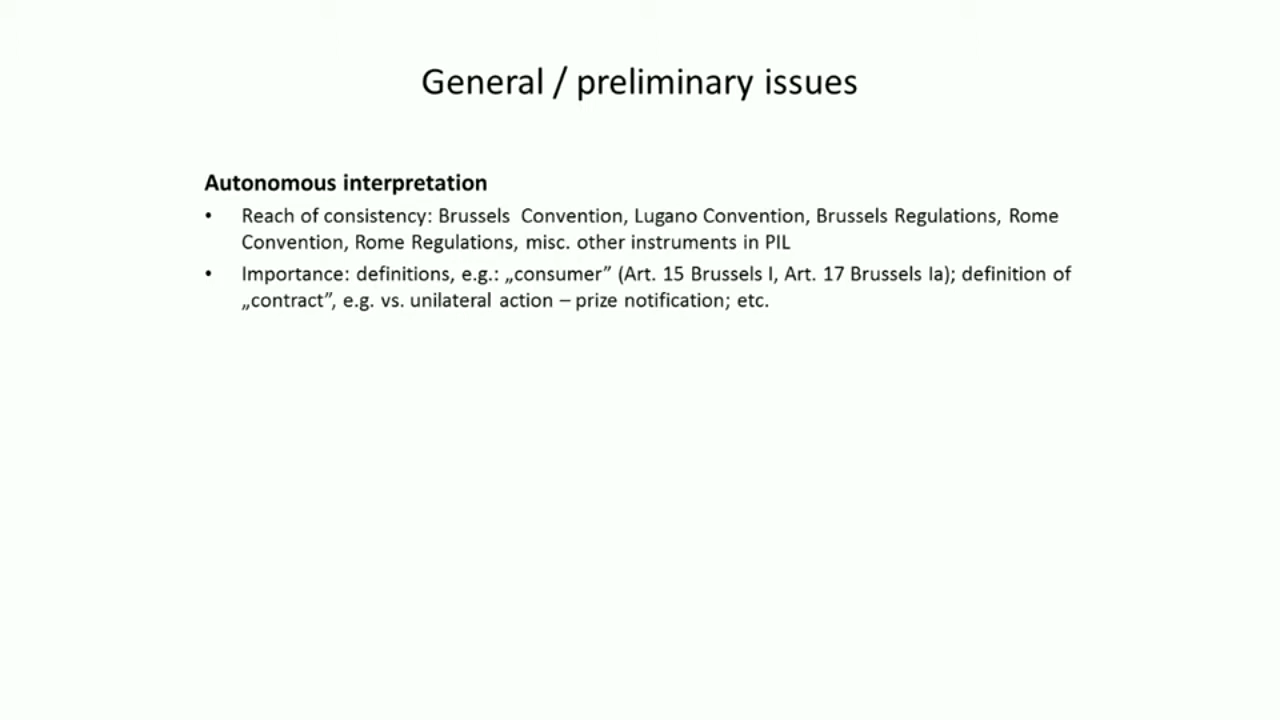 General / preliminary issues
Autonomous interpretation
• Reach of consistency: Brussels Convention, Lugano Convention, Brussels Regulations, Rome
Convention, Rome Regulations, misc. other instruments in PIL
• Importance: definitions, e.g.: „consumer” (Art. 15 Brussels I, Art. 17 Brussels Ia); definition of
„contract”, e.g. vs. unilateral action – prize notification; etc.